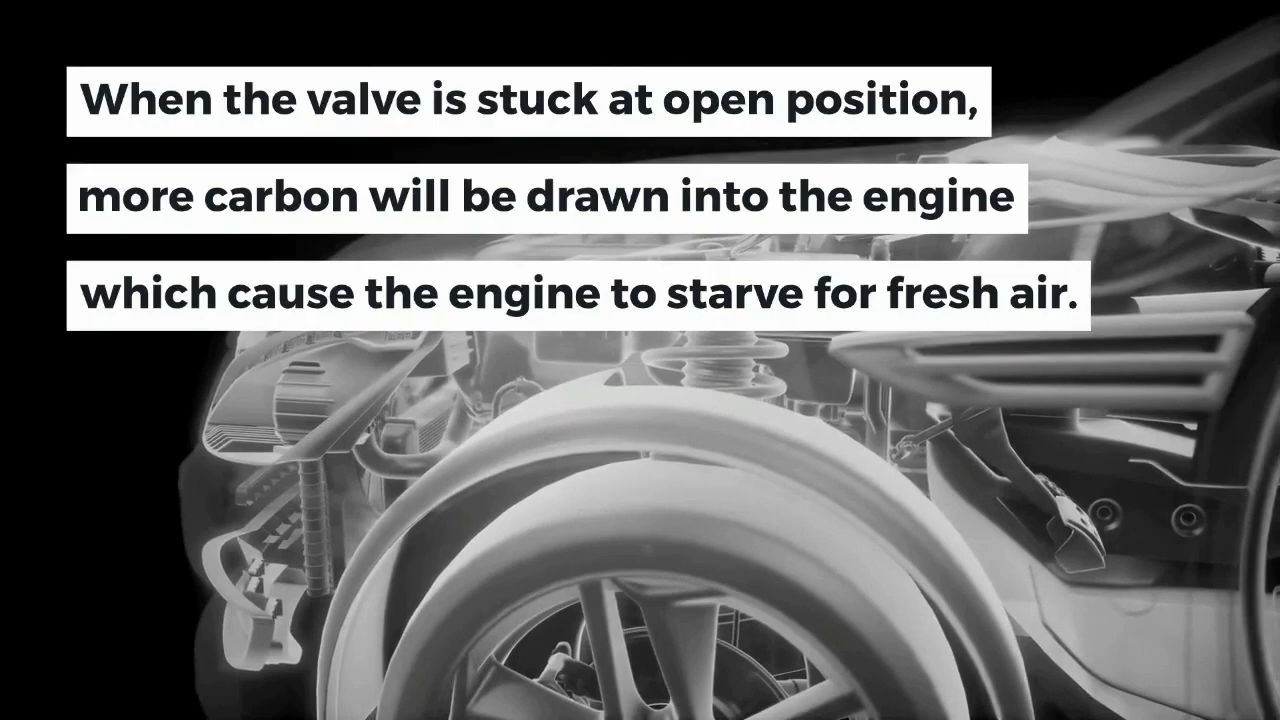 When the valve is stuck at open position,
more carbon will be drawn into the engine
which cause the engine to starve for fresh air.